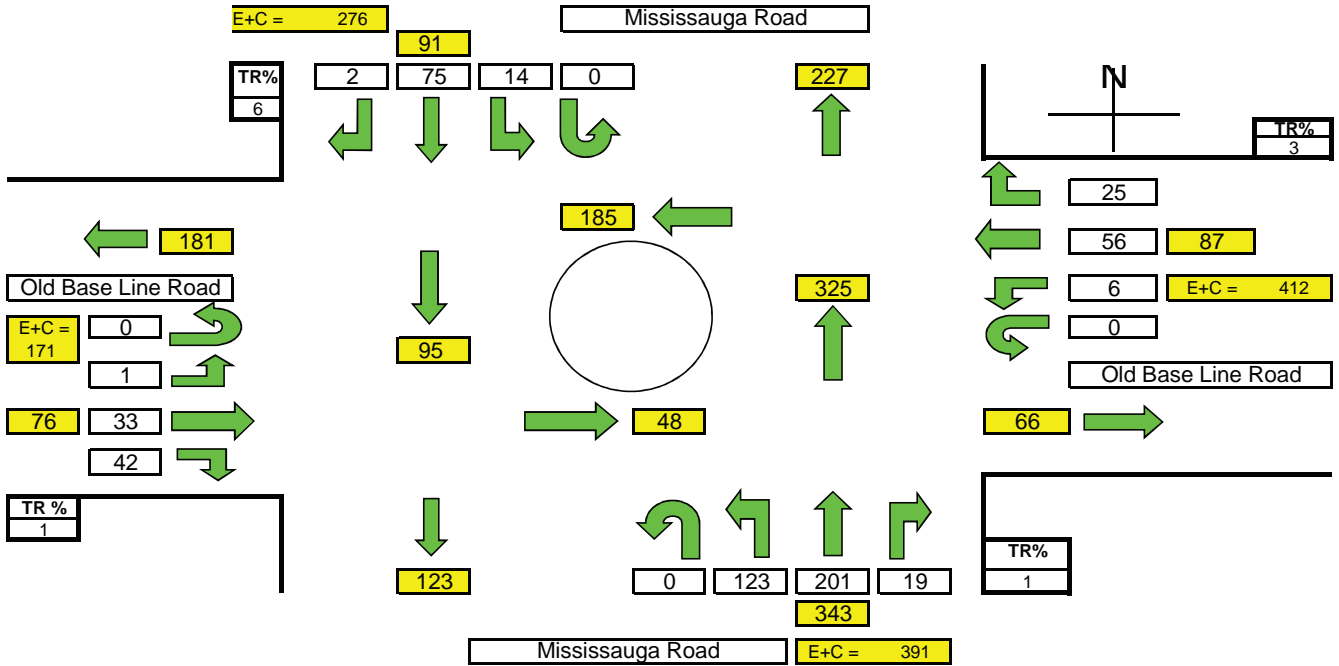 E+C = 276
Mississauga Road
91
TR%
6
2 75 14 0
227
N
TR%
3
25
185
181
56 87
Old Base Line Road
6 E+C = 412
325
E+C =
171
0
0
95
1
Old Base Line Road
76 33
48
66
42
TR %
1
TR%
1
123
0 123 201 19
343
Mississauga Road
E+C = 391